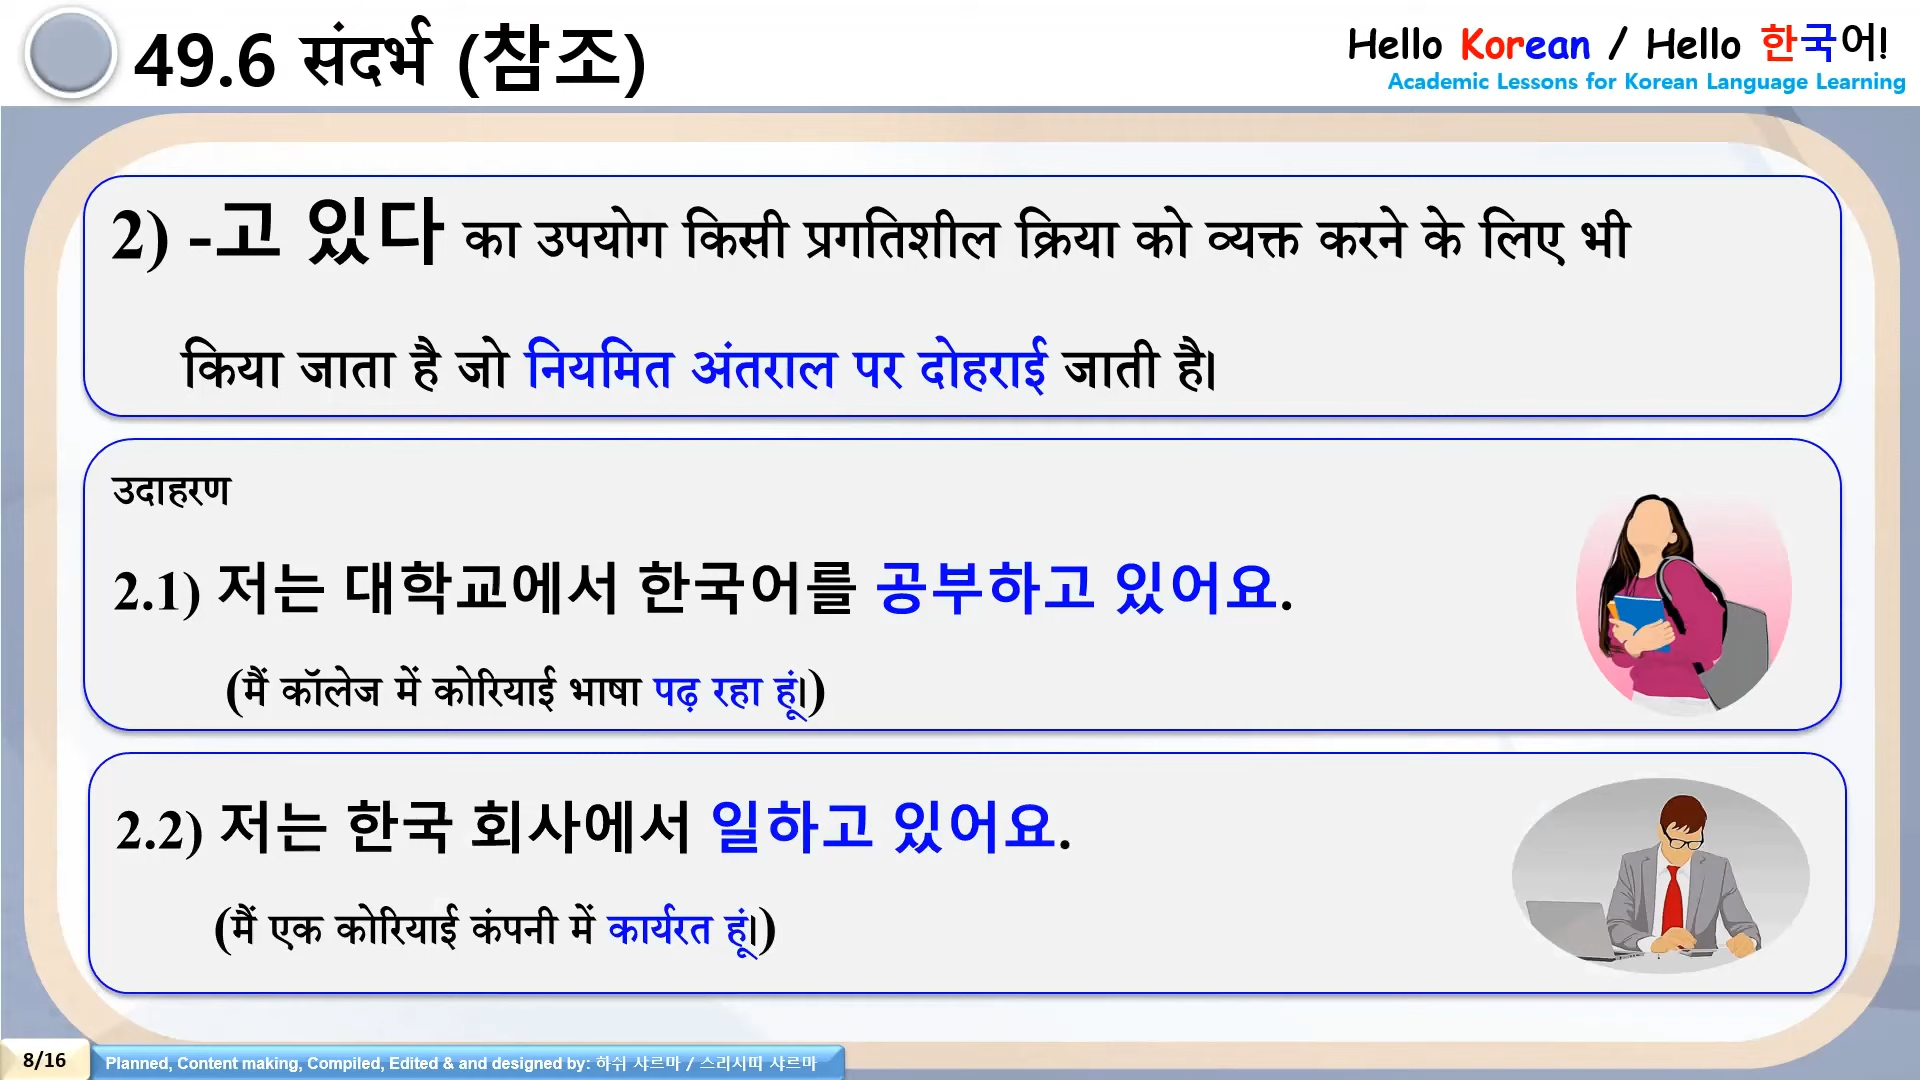 49.6 संदर्भ (참조)
Hello Korean / Hello 한국어!
Academic Lessons for Korean Language Learning
2) -고 있다 का उपयोग किसी प्रगतिशील क्रिया को व्यक्त करने के लिए भी
किया जाता है जो नियमित अंतराल पर दोहराई जाती है।
उदाहरण
2.1) 저는 대학교에서 한국어를 공부하고 있어요.
(मैं कॉलेज में कोरियाई भाषा पढ़ रहा हूं।)
2.2) 저는 한국 회사에서 일하고 있어요.
(मैं एक कोरियाई कंपनी में कार्यरत हूं।)
8/16
Planned, Content making, Compiled, Edited & and designed by: 하쉬 샤르마 / 스리시띠 샤르마